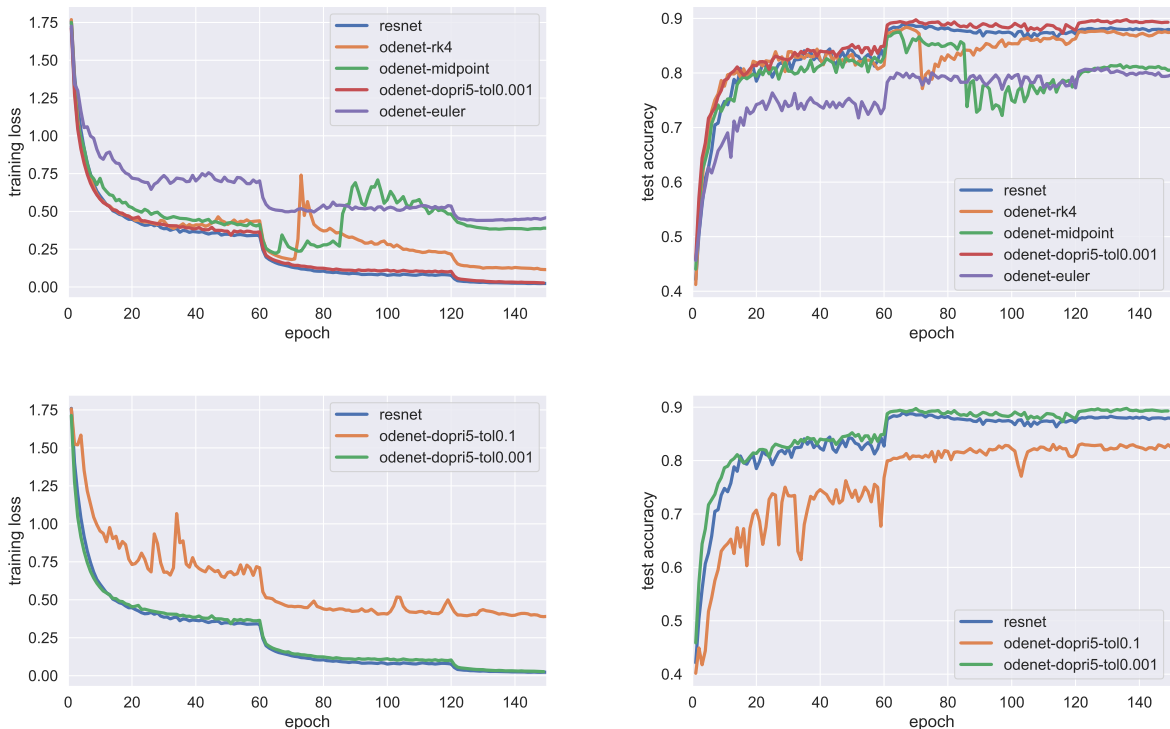 1.75
1.50
1.25
1.00
0.75
0.50
0.25
0.00
training loss
0 20 40 60 80 100 120 140
epoch
resnet
odenet-rk4
odenet-midpoint
odenet-dopri5-tol0.001
odenet-euler
0.9
0.8
0.7
0.6
0.5
0.4
test accuracy
0 20 40 60 80 100 120 140
epoch
resnet
odenet-rk4
odenet-midpoint
odenet-dopri5-tol0.001
odenet-euler
1.75
1.50
1.25
1.00
0.75
0.50
0.25
0.00
training loss
0 20 40 60 80 100 120 140
epoch
resnet
odenet-dopri5-tol0.1
odenet-dopri5-tol0.001
0.9
0.8
0.7
0.6
0.5
0.4
test accuracy
0 20 40 60 80 100 120 140
epoch
resnet
odenet-dopri5-tol0.1
odenet-dopri5-tol0.001